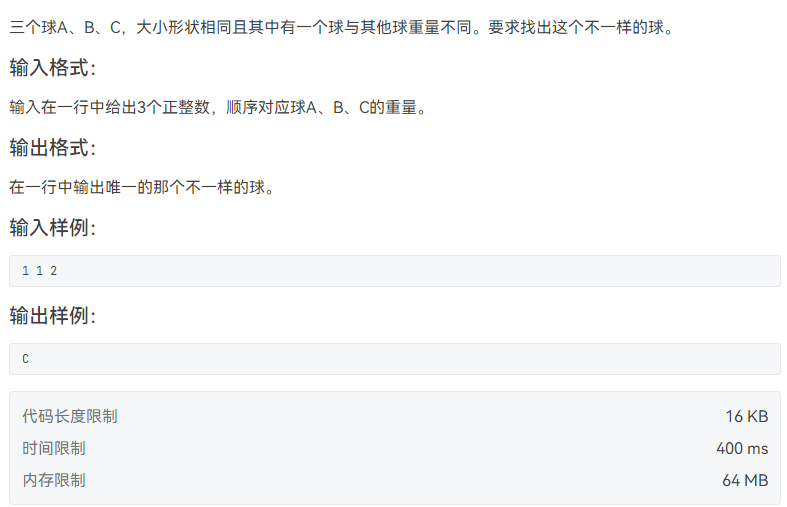 三个球A、B、C，大小形状相同且其中有一个球与其他球重量不同。要求找出这个不一样的球。
输入格式：
输入在一行中给出3个正整数，顺序对应球A、B、C的重量。
输出格式：
在一行中输出唯一的那个不一样的球。
输入样例：
1 1 2
输出样例：
C
代码长度限制 16 KB
时间限制 400 ms
内存限制 64 MB